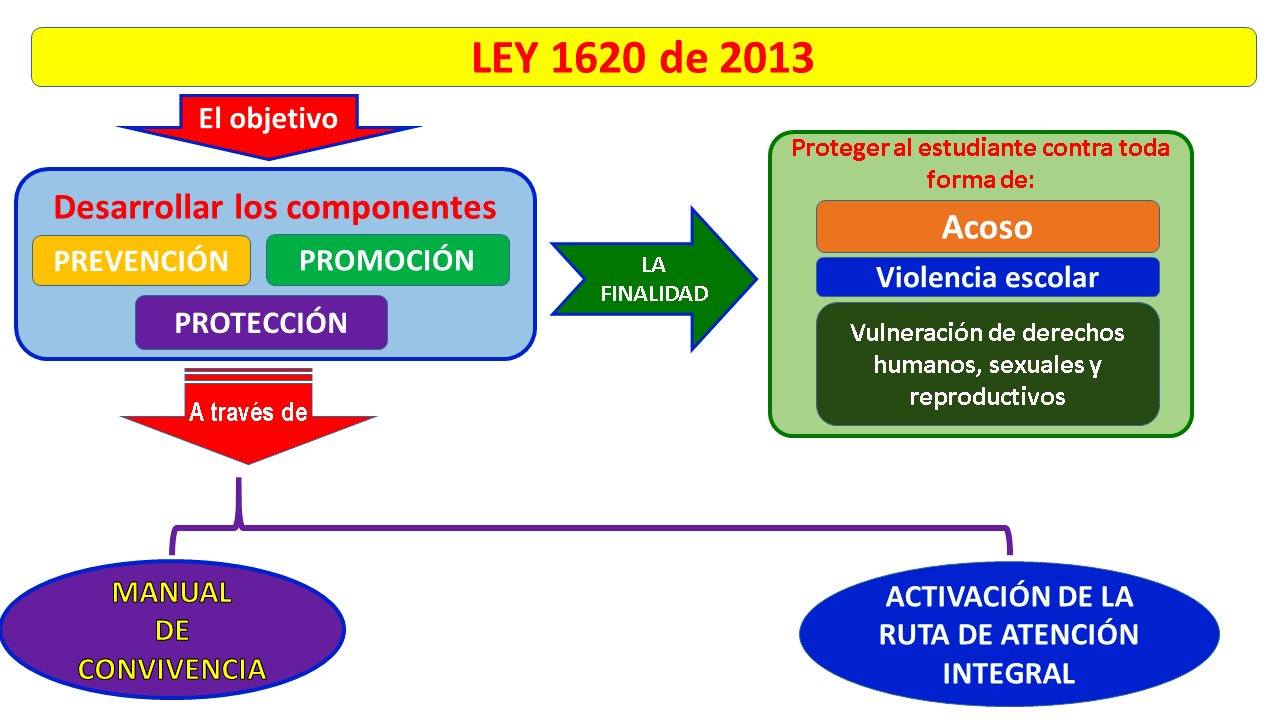 LEY 1620 de 2013
El objetivo
Desarrollar los componentes
PREVENCIÓN
PROMOCIÓN
PROTECCIÓN
LA
FINALIDAD
Proteger al estudiante contra toda
forma de:
Acoso
Violencia escolar
Vulneración de derechos
humanos, sexuales y
reproductivos
A través de
MANUAL
DE
CONVIVENCIA
ACTIVACIÓN DE LA
RUTA DE ATENCIÓN
INTEGRAL